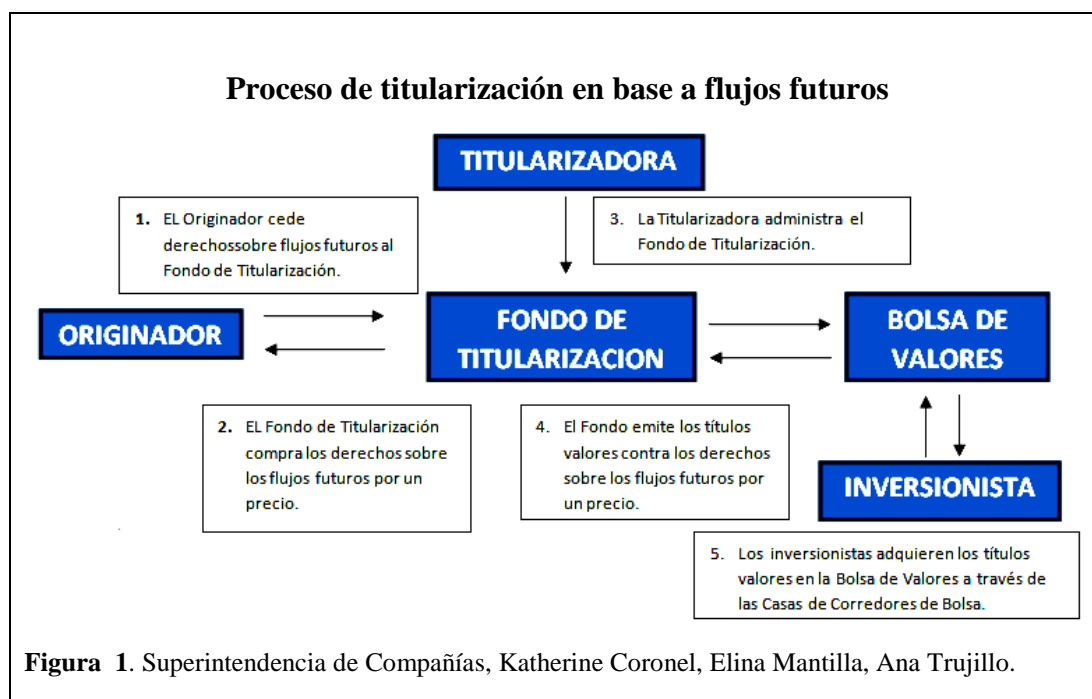 Proceso de titularización en base a flujos futuros
TITULARIZADORA
1. EL Originador cede
derechossobre flujos futuros al
Fondo de Titularización.
3. La Titularizadora administra el
Fondo de Titularización.
ORIGINADOR
FONDO DE
TITULARIZACION
BOLSA DE
VALORES
2. EL Fondo de Titularización
compra los derechos sobre
los flujos futuros por un
precio.
4. El Fondo emite los títulos
valores contra los derechos
sobre los flujos futuros por
un precio.
INVERSIONISTA
5. Los inversionistas adquieren los títulos
valores en la Bolsa de Valores a través de
las Casas de Corredores de Bolsa.
Figura 1. Superintendencia de Compañías, Katherine Coronel, Elina Mantilla, Ana Trujillo.